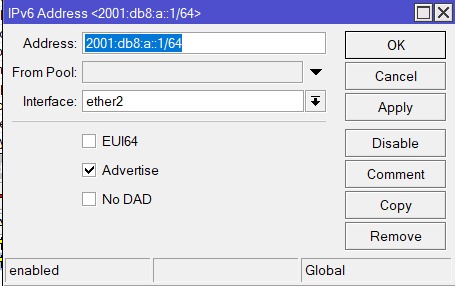 IPv6 Address <2001:db8:a::1/64>
Address: 2001:db8:a::1/64
From Pool:
Interface: ether2
EUI64
Advertise
No DAD
OK
Cancel
Apply
Disable
Comment
Copy
Remove
enabled
Global